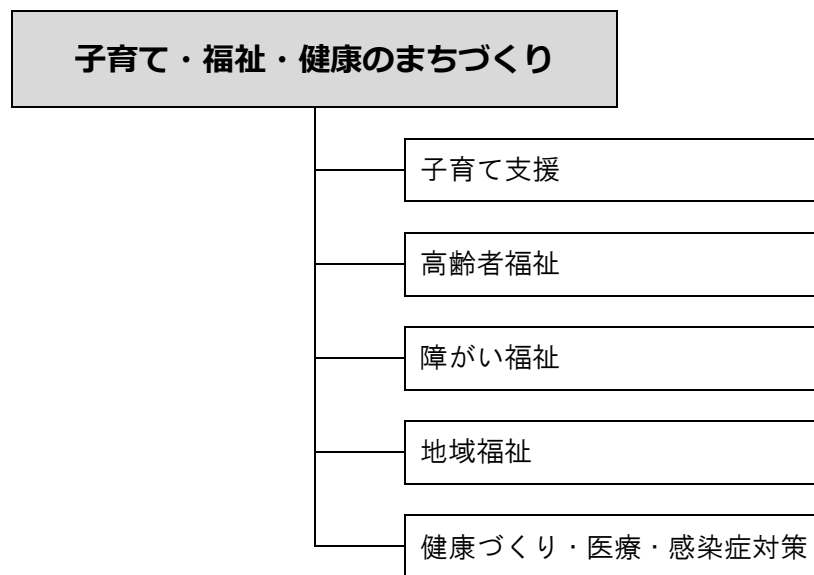 子育て・福祉・健康のまちづくり
子育て支援
高齢者福祉
障がい福祉
地域福祉
健康づくり・医療・感染症対策